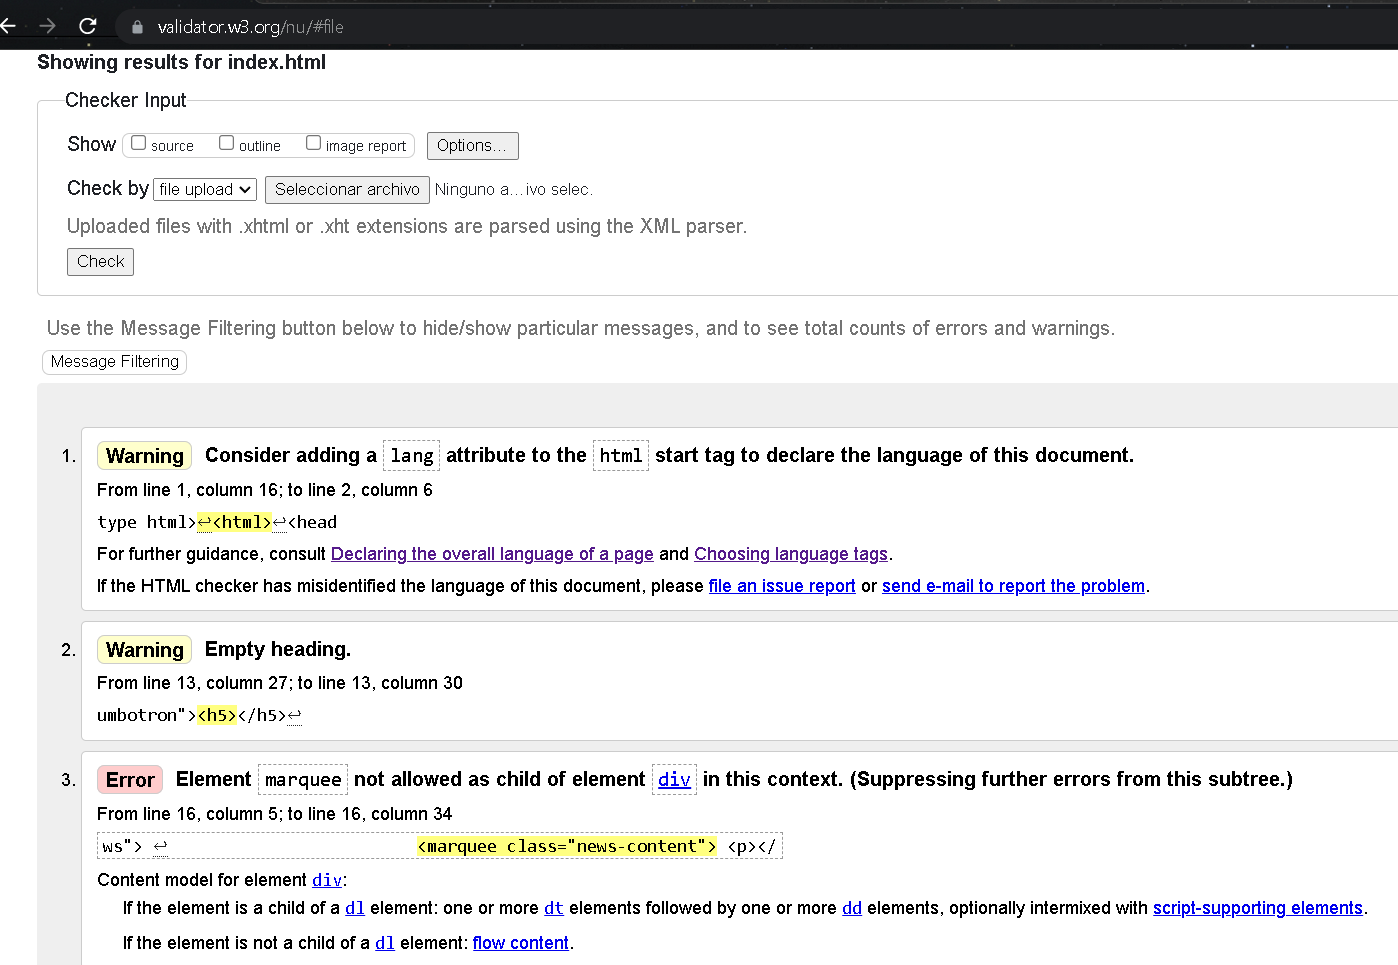 validator.w3.org/nu/#file
Showing results for index.html
Checker Input
Show source outline image report Options...
Check by file upload Seleccionar archivo Ninguno a...ivo selec.
Uploaded files with .xhtml or .xht extensions are parsed using the XML parser.
Check
Use the Message Filtering button below to hide/show particular messages, and to see total counts of errors and warnings.
Message Filtering
1. Warning Consider adding a lang attribute to the html start tag to declare the language of this document.
From line 1, column 16; to line 2, column 6
type html>↩<html>↩<head
For further guidance, consult Declaring the overall language of a page and Choosing language tags.
If the HTML checker has misidentified the language of this document, please file an issue report or send e-mail to report the problem.
2. Warning Empty heading.
From line 13, column 27; to line 13, column 30
umbotron"><h5></h5>↩
3. Error Element marquee not allowed as child of element div in this context. (Suppressing further errors from this subtree.)
From line 16, column 5; to line 16, column 34
ws"> ↩ <marquee class="news-content"> <p></
Content model for element div:
If the element is a child of a dl element: one or more dt elements followed by one or more dd elements, optionally intermixed with script-supporting elements.
If the element is not a child of a dl element: flow content.